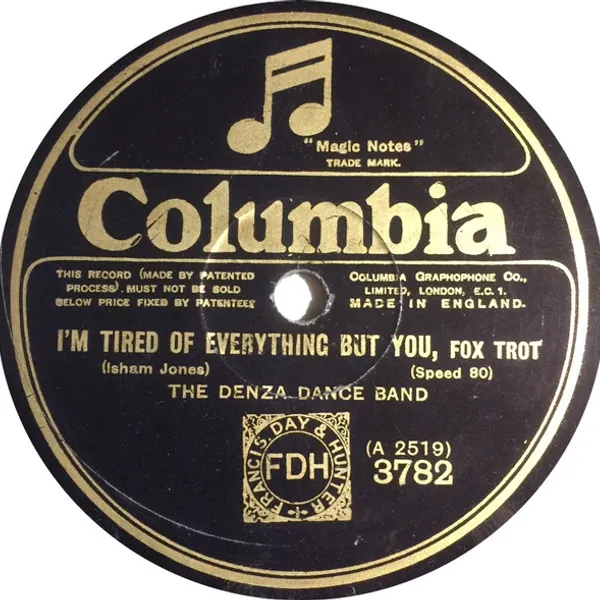 "Magic Notes"
TRADE MARK.
Columbia
THIS RECORD (MADE BY PATENTED
PROCESS). MUST NOT BE SOLD
BELOW PRICE FIXED BY PATENTEES
COLUMBIA GRAPHOPHONE CO.,
LIMITED, LONDON, E.C.1.
MADE IN ENGLAND.
I'M TIRED OF EVERYTHING BUT YOU, FOX TROT
(Isham Jones) (Speed 80)
THE DENZA DANCE BAND
FRANCIS, DAY & HUNTER
FDH
(A 2519)
3782